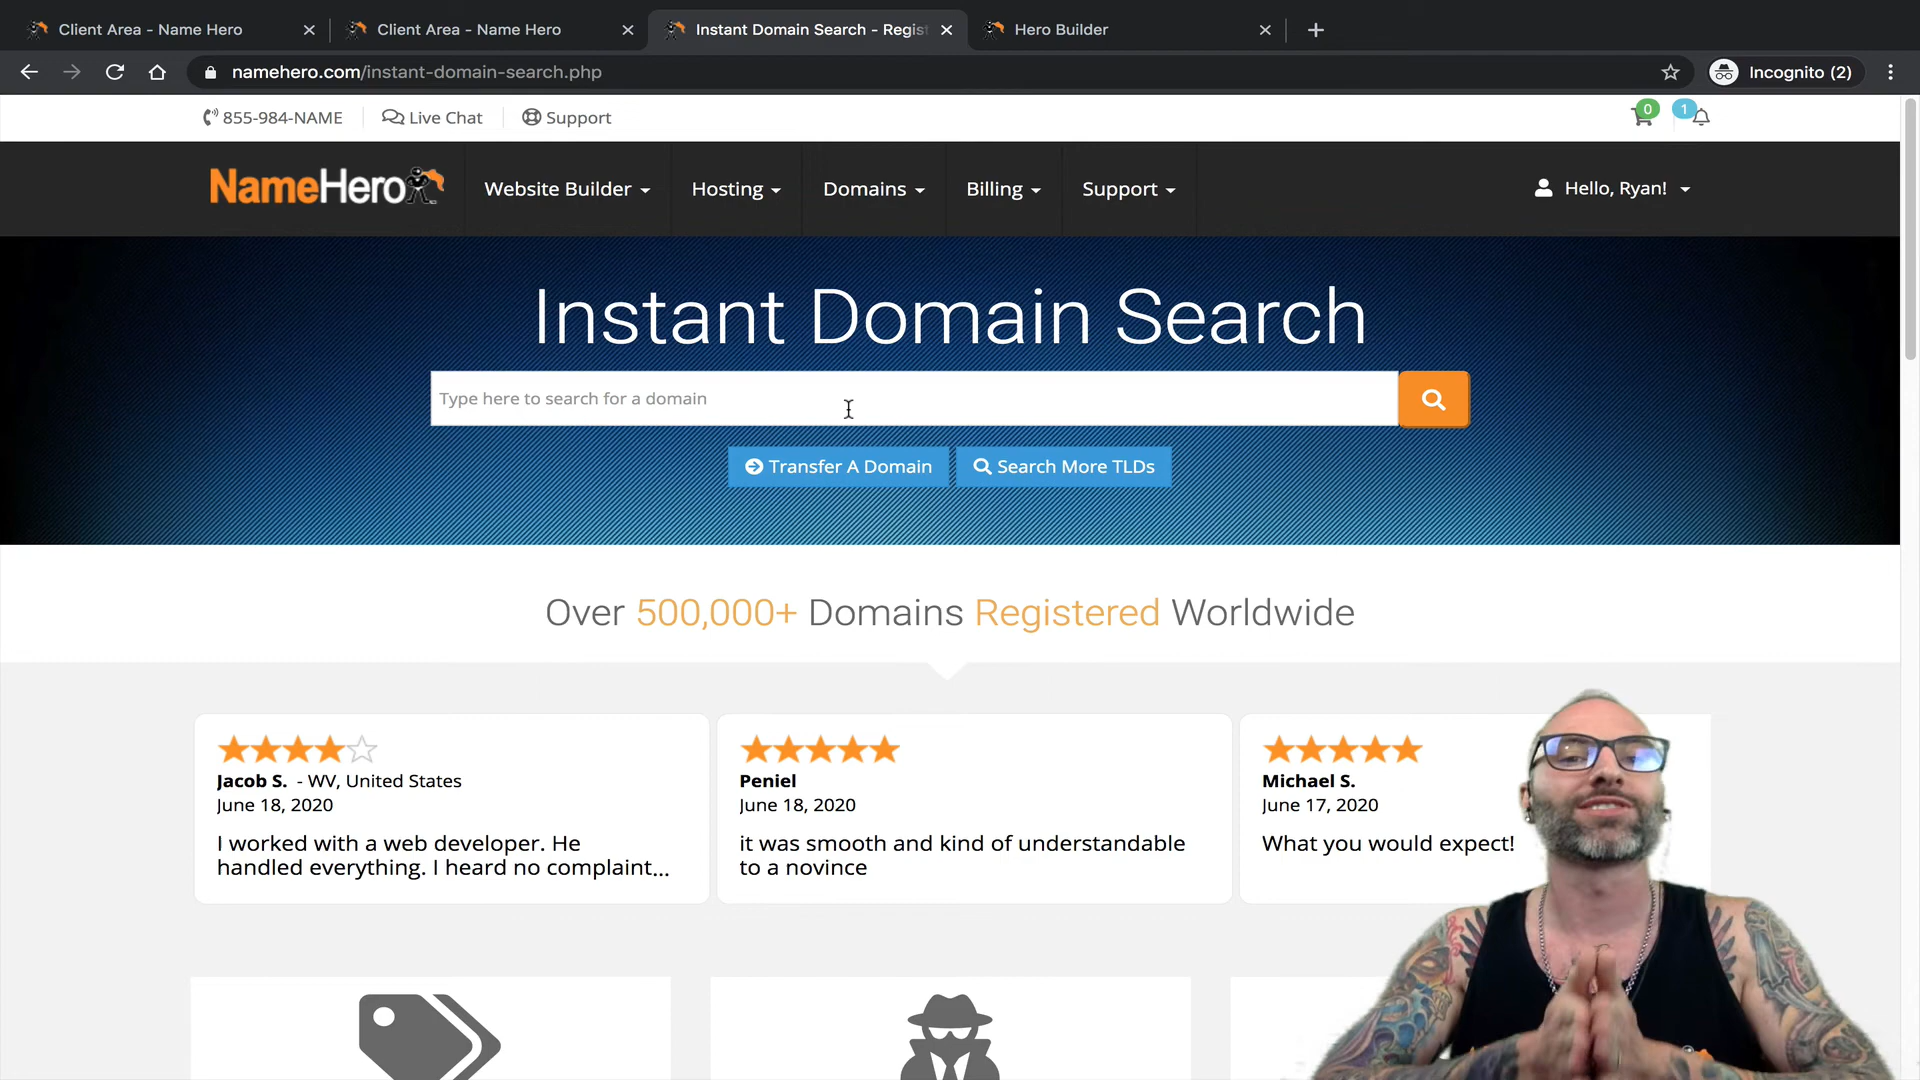 Client Area - Name Hero
Client Area - Name Hero
Instant Domain Search - Regist
Hero Builder
namehero.com/instant-domain-search.php
Incognito (2)
855-984-NAME
Live Chat
Support
0
1
NameHero
Website Builder
Hosting
Domains
Billing
Support
Hello, Ryan!
Instant Domain Search
Type here to search for a domain
Transfer A Domain
Search More TLDs
Over 500,000+ Domains Registered Worldwide
Jacob S. - WV, United States
June 18, 2020
I worked with a web developer. He
handled everything. I heard no complaint...
Peniel
June 18, 2020
it was smooth and kind of understandable
to a novince
Michael S.
June 17, 2020
What you would expect!